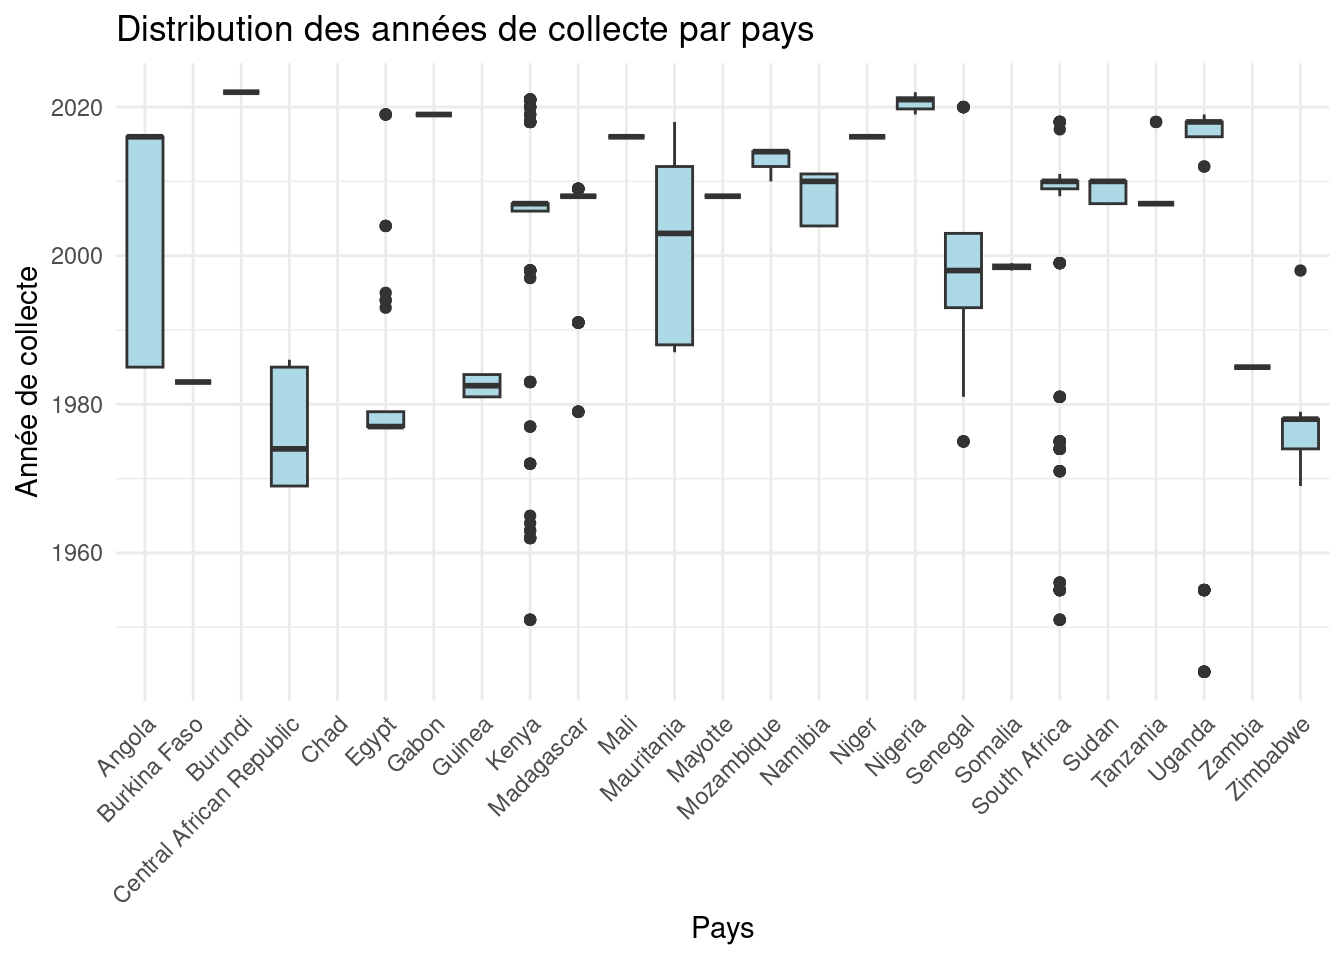 Distribution des années de collecte par pays
Année de collecte
2020
2000
1980
1960
Angola
Burkina Faso
Burundi
Central African Republic
Chad
Egypt
Gabon
Guinea
Kenya
Madagascar
Mali
Mauritania
Mayotte
Mozambique
Namibia
Niger
Nigeria
Senegal
Somalia
South Africa
Sudan
Tanzania
Uganda
Zambia
Zimbabwe
Pays